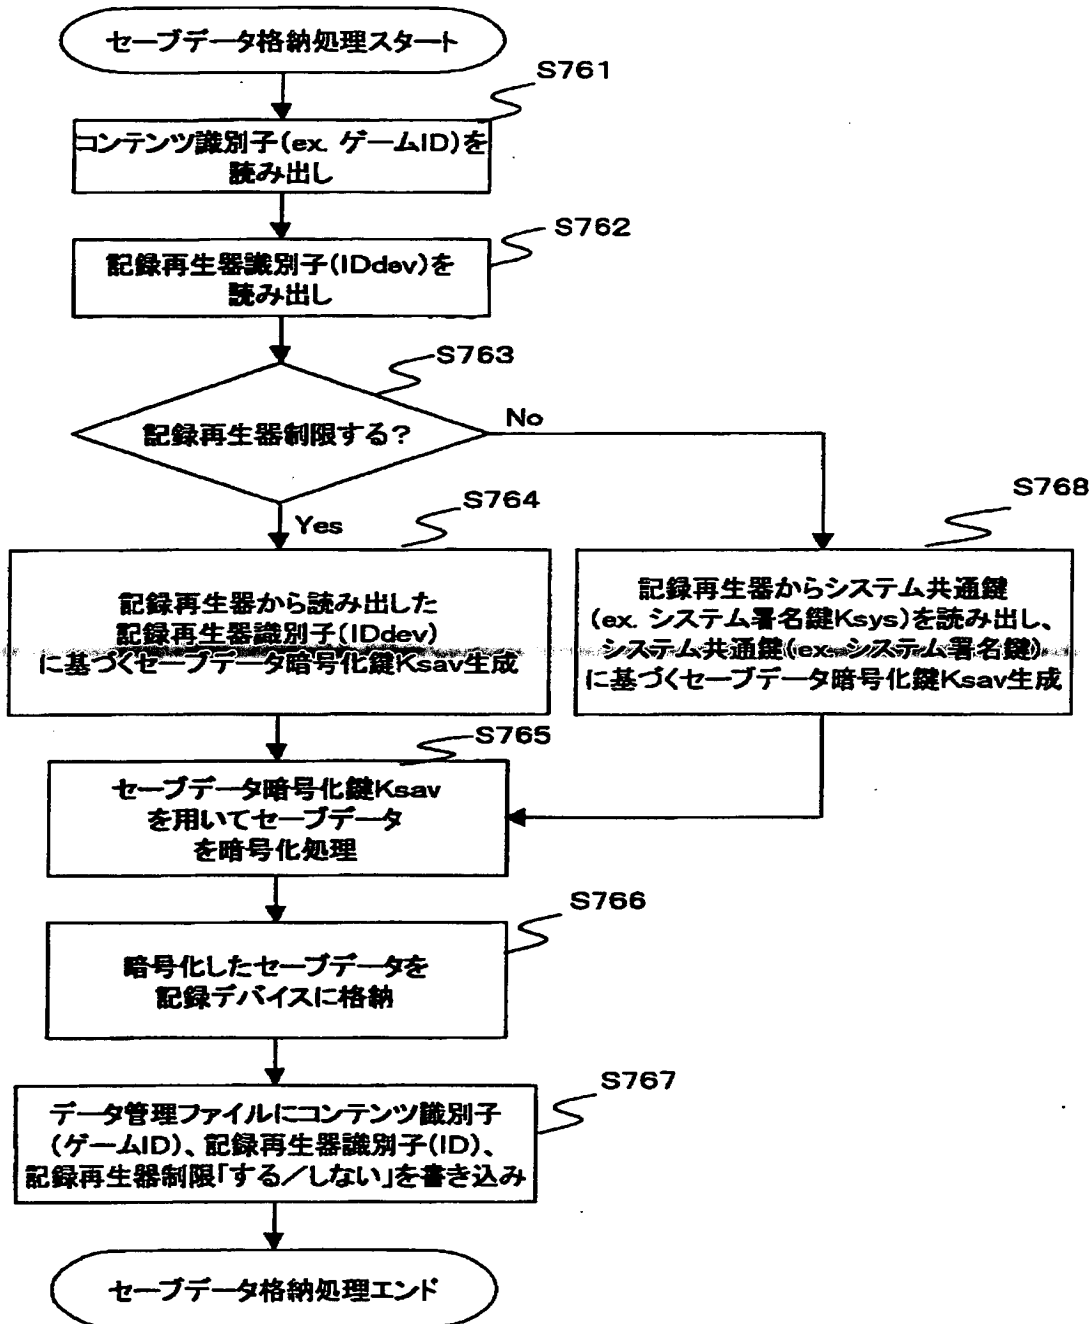 セーブデータ格納処理スタート
S761
コンテンツ識別子(ex. ゲームID)を
読み出し
S762
記録再生器識別子(IDdev)を
読み出し
S763
記録再生器制限する?
No
Yes
S764
記録再生器から読み出した
記録再生器識別子(IDdev)
に基づくセーブデータ暗号化鍵Ksav生成
S768
記録再生器からシステム共通鍵
(ex. システム署名鍵Ksys)を読み出し、
システム共通鍵(ex. システム署名鍵)
に基づくセーブデータ暗号化鍵Ksav生成
S765
セーブデータ暗号化鍵Ksav
を用いてセーブデータ
を暗号化処理
S766
暗号化したセーブデータを
記録デバイスに格納
S767
データ管理ファイルにコンテンツ識別子
(ゲームID)、記録再生器識別子(ID)、
記録再生器制限「する/しない」を書き込み
セーブデータ格納処理エンド